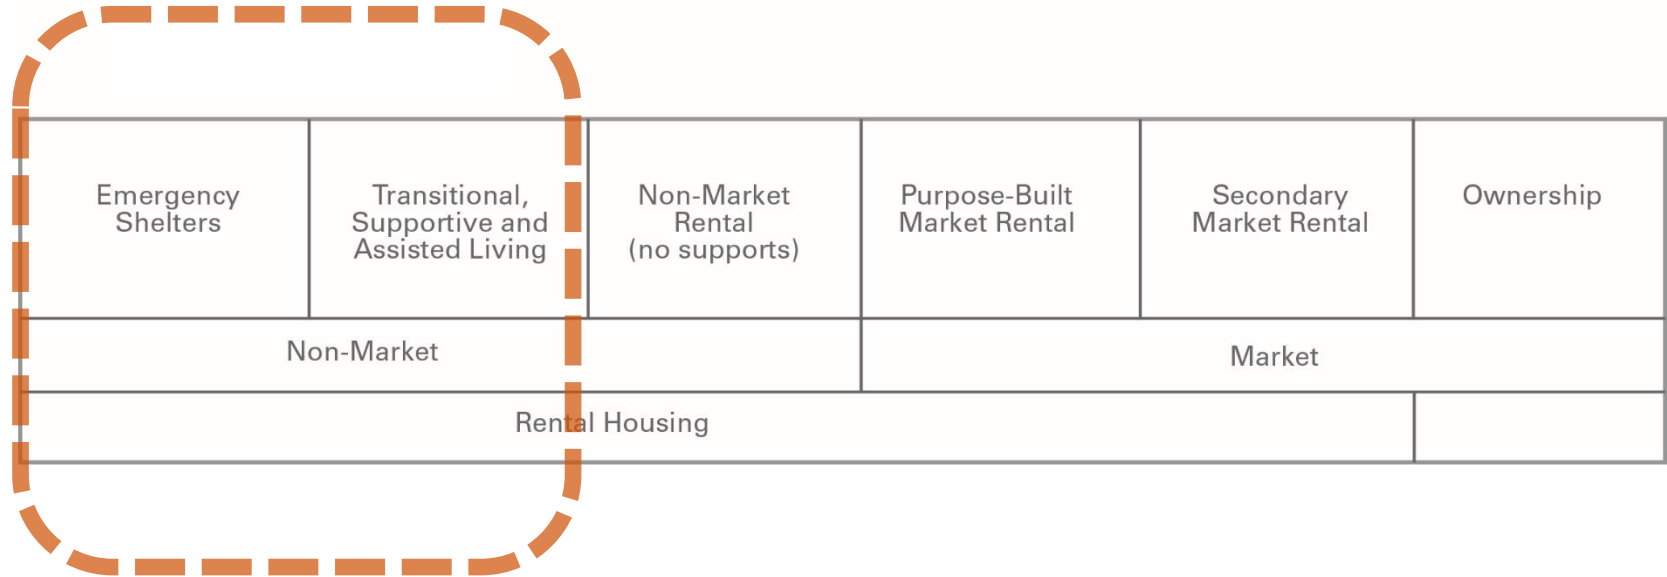 Emergency
Shelters
Transitional,
Supportive and
Assisted Living
Non-Market
Rental
(no supports)
Purpose-Built
Market Rental
Secondary
Market Rental
Ownership
Non-Market
Market
Rental Housing